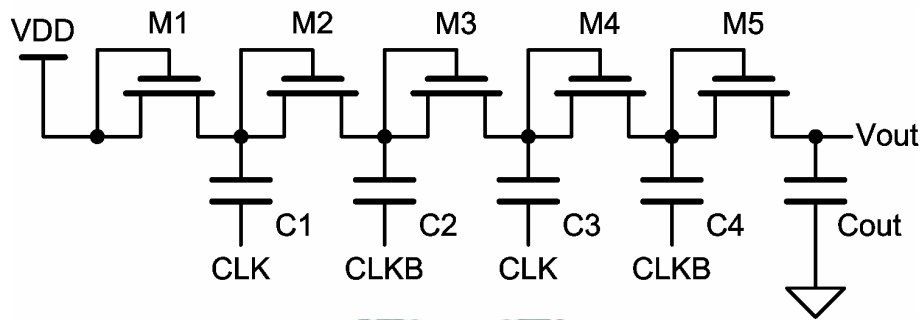 VDD M1 M2 M3 M4 M5
Vout
C1 C2 C3 C4 Cout
CLK CLKB CLK CLKB